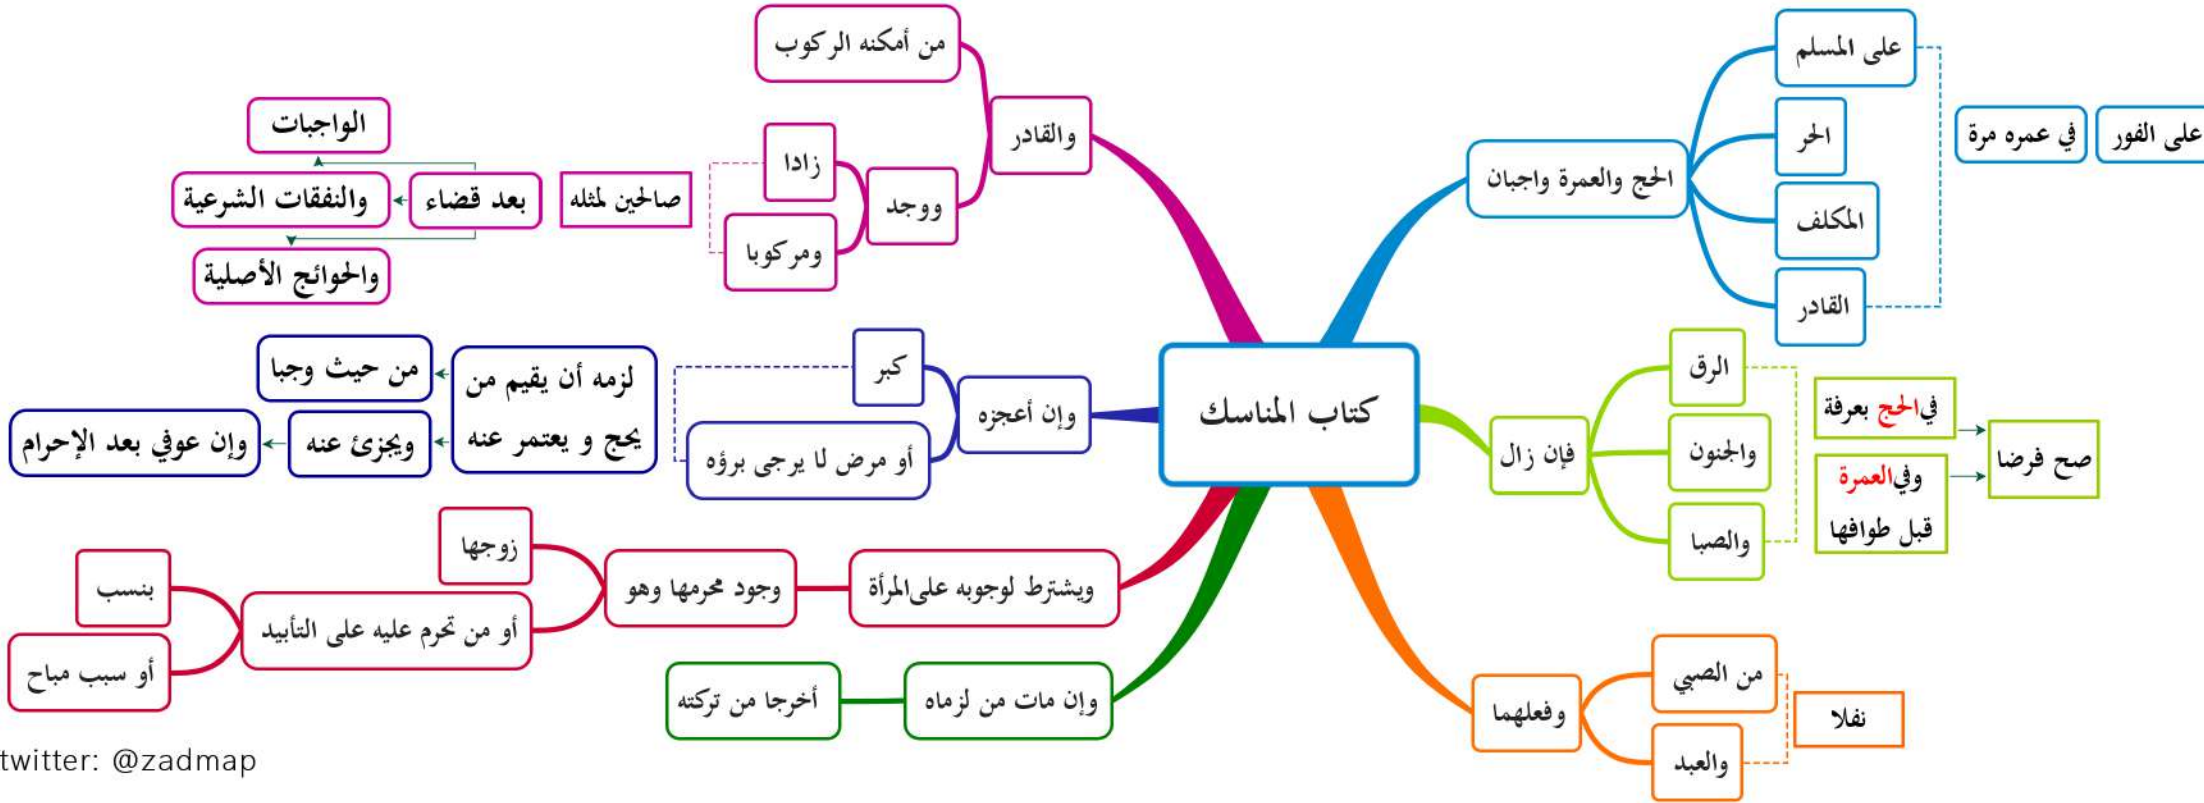 كتاب المناسك
الحج والعمرة واجبان
على المسلم
الحر
المكلف
القادر
في عمره مرة
على الفور
فإن زال
الرق
والجنون
والصبا
في الحج بعرفة
وفي العمرة
قبل طوافها
صح فرضا
وفعلهما
من الصبي
والعبد
نفلا
والقادر
من أمكنه الركوب
ووجد
زادا
ومركوبا
صالحين لمثله
بعد قضاء
الواجبات
والنفقات الشرعية
والحوائج الأصلية
وإن أعجزه
كبر
أو مرض لا يرجى برؤه
لزمه أن يقيم من
يحج و يعتمر عنه
من حيث وجبا
ويجزئ عنه
وإن عوفي بعد الإحرام
ويشترط لوجوبه على المرأة
وجود محرمها وهو
زوجها
أو من تحرم عليه على التأبيد
بنسب
أو سبب مباح
وإن مات من لزماه
أخرجا من تركته
twitter: @zadmap